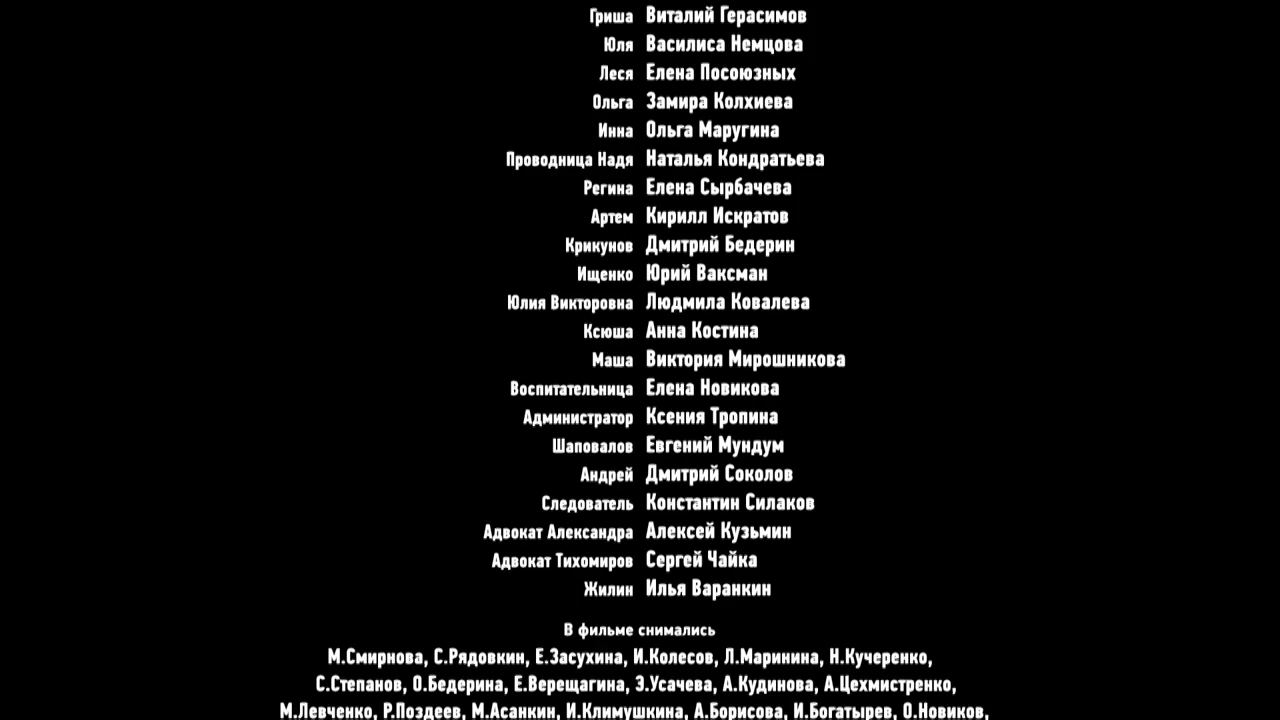 Гриша Виталий Герасимов
Юля Василиса Немцова
Леся Елена Посоюзных
Ольга Замира Колхиева
Инна Ольга Маругина
Проводница Надя Наталья Кондратьева
Регина Елена Сырбачева
Артем Кирилл Искратов
Крикунов Дмитрий Бедерин
Ищенко Юрий Ваксман
Юлия Викторовна Людмила Ковалева
Ксюша Анна Костина
Маша Виктория Мирошникова
Воспитательница Елена Новикова
Администратор Ксения Тропина
Шаповалов Евгений Мундум
Андрей Дмитрий Соколов
Следователь Константин Силаков
Адвокат Александра Алексей Кузьмин
Адвокат Тихомиров Сергей Чайка
Жилин Илья Варанкин
В фильме снимались
М.Смирнова, С.Рядовкин, Е.Засухина, И.Колесов, Л.Маринина, Н.Кучеренко,
С.Степанов, О.Бедерина, Е.Верещагина, Э.Усачева, А.Кудинова, А.Цехмистренко,
М.Левченко, Р.Поздеев, М.Асанкин, И.Климушкина, А.Борисова, И.Богатырев, О.Новиков,